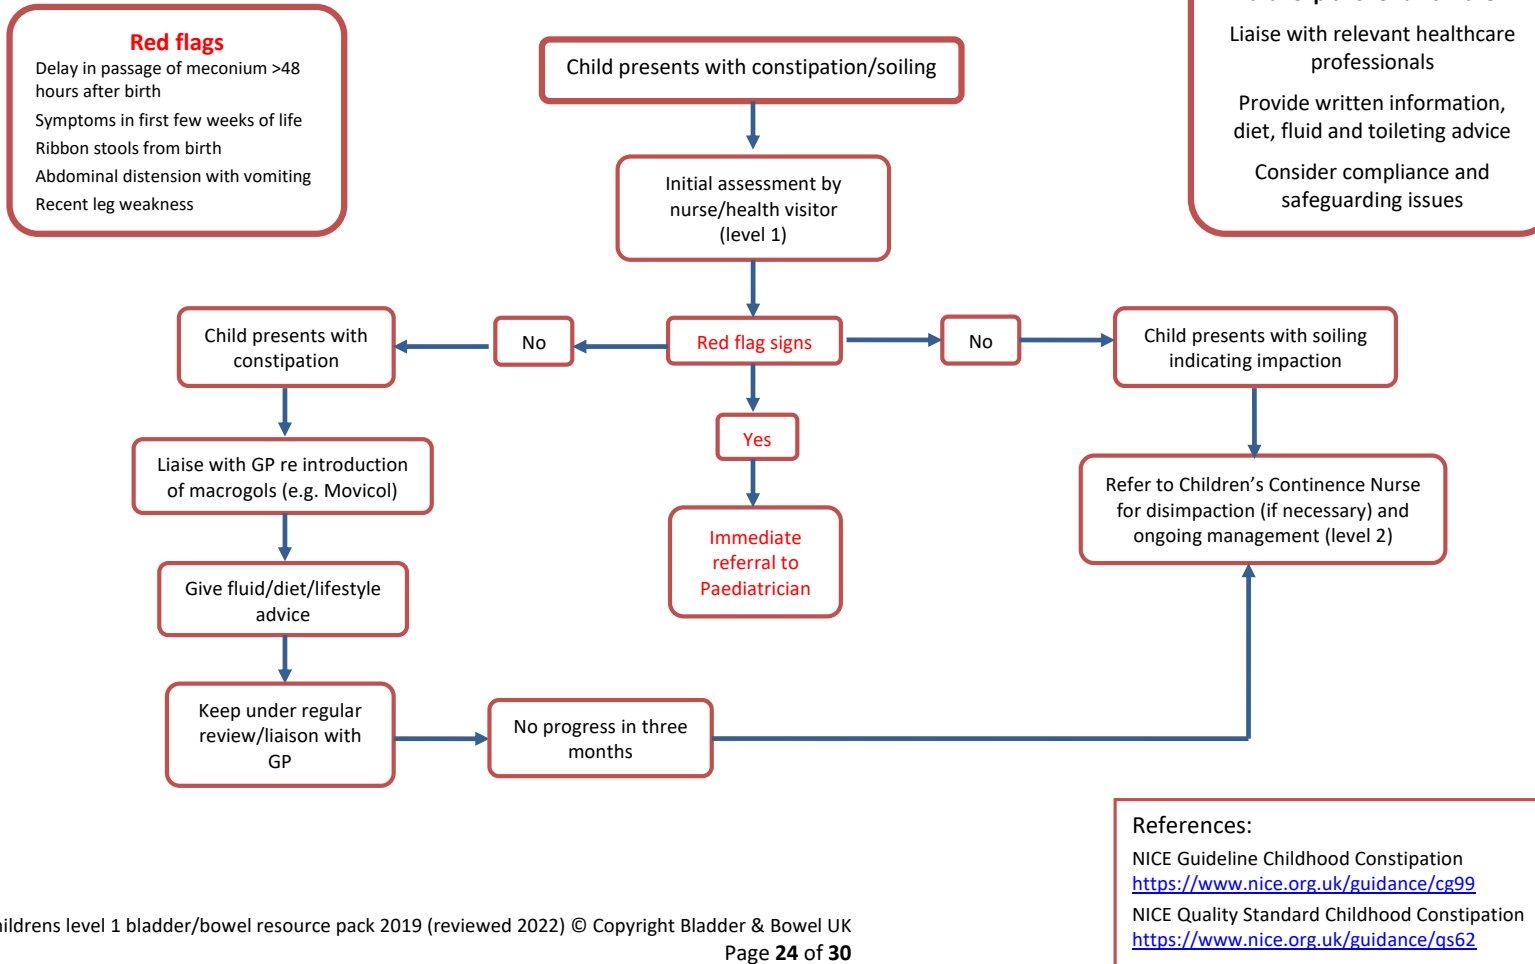 Red flags
Delay in passage of meconium >48
hours after birth
Symptoms in first few weeks of life
Ribbon stools from birth
Abdominal distension with vomiting
Recent leg weakness
Child presents with constipation/soiling
Liaise with relevant healthcare
professionals
Provide written information,
diet, fluid and toileting advice
Consider compliance and
safeguarding issues
Initial assessment by
nurse/health visitor
(level 1)
Child presents with
constipation
No
Red flag signs
No
Child presents with soiling
indicating impaction
Yes
Liaise with GP re introduction
of macrogols (e.g. Movicol)
Immediate
referral to
Paediatrician
Refer to Children’s Continence Nurse
for disimpaction (if necessary) and
ongoing management (level 2)
Give fluid/diet/lifestyle
advice
Keep under regular
review/liaison with
GP
No progress in three
months
References:
NICE Guideline Childhood Constipation
https://www.nice.org.uk/guidance/cg99
NICE Quality Standard Childhood Constipation
https://www.nice.org.uk/guidance/qs62
hildrens level 1 bladder/bowel resource pack 2019 (reviewed 2022) © Copyright Bladder & Bowel UK
Page 24 of 30